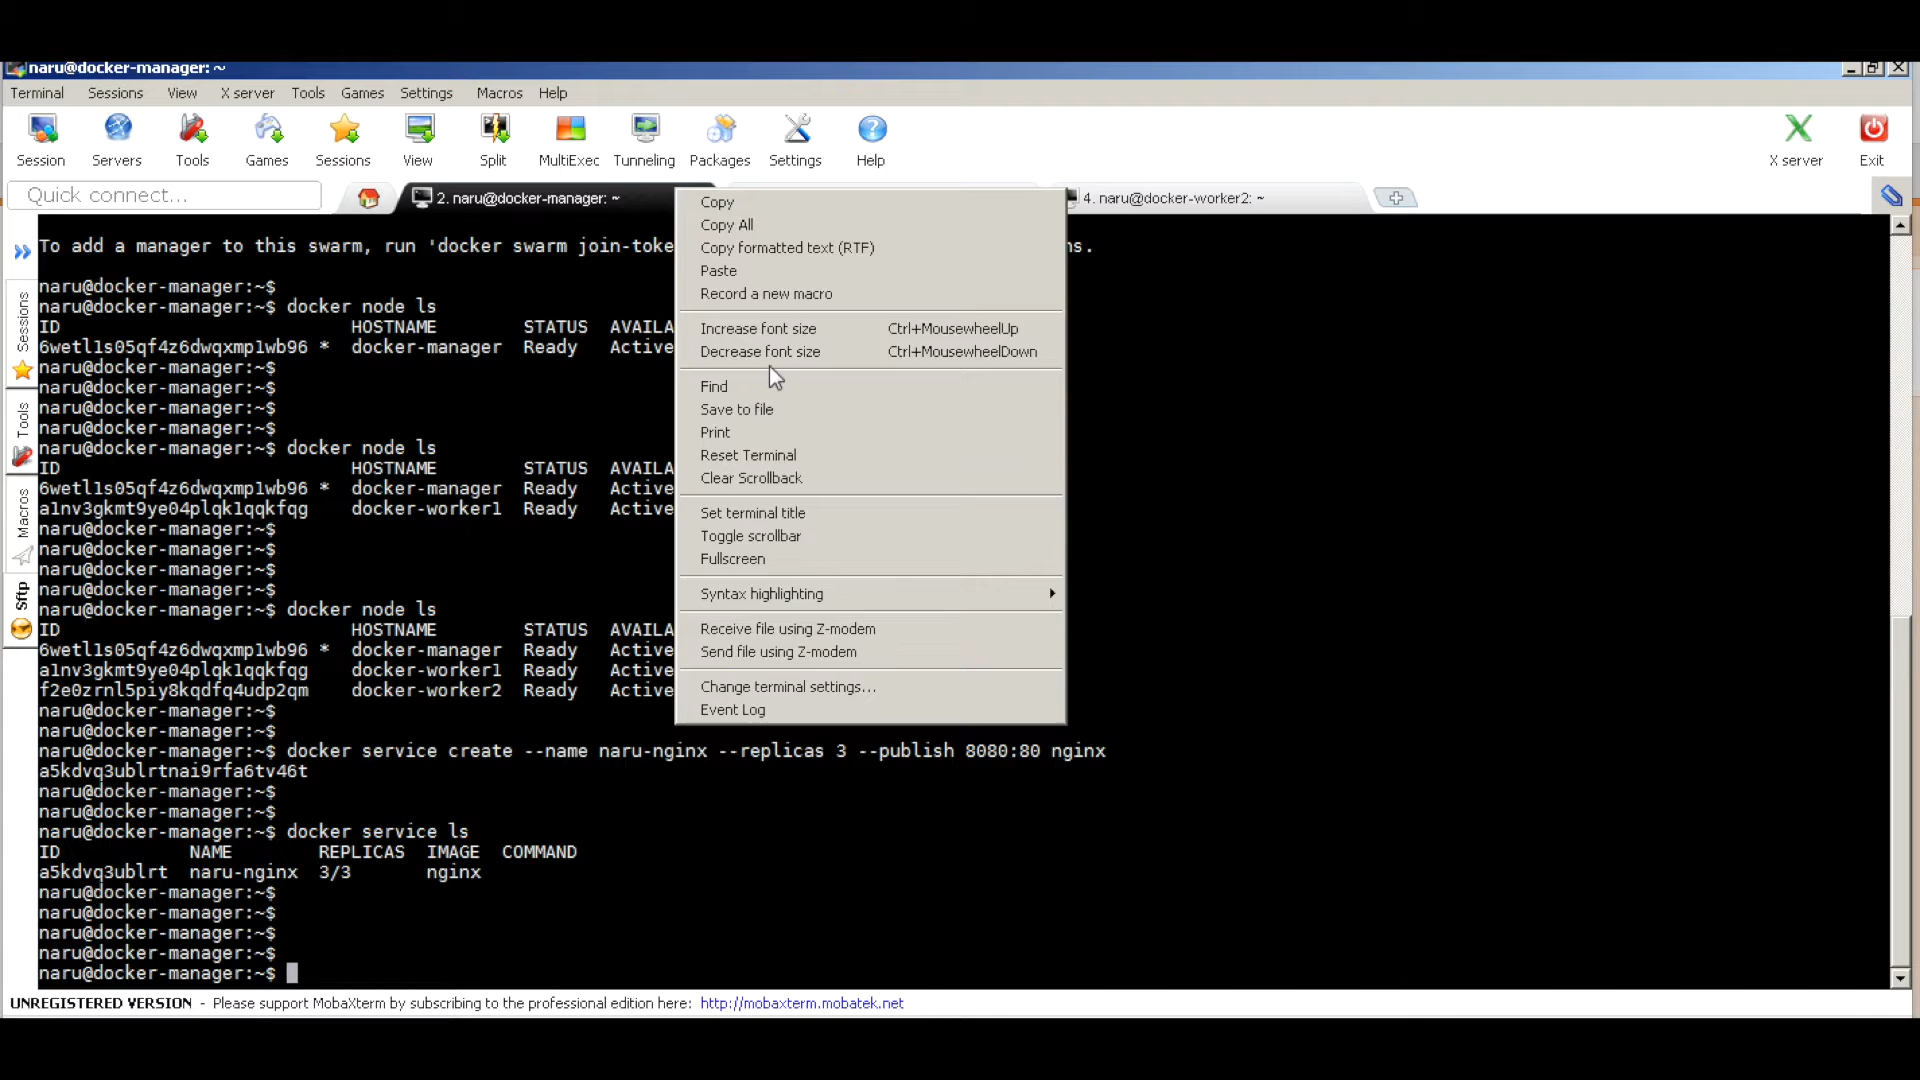 naru@docker-manager: ~
Terminal Sessions View X server Tools Games Settings Macros Help
Session Servers Tools Games Sessions View Split MultiExec Tunneling Packages Settings Help X server Exit
Quick connect...
2. naru@docker-manager: ~
4. naru@docker-worker2: ~
Sessions
Tools
Macros
Sftp
To add a manager to this swarm, run 'docker swarm join-toke
ns.
naru@docker-manager:~$
naru@docker-manager:~$ docker node ls
ID HOSTNAME STATUS AVAILA
6wetl1s05qf4z6dwqxmp1wb96 * docker-manager Ready Active
naru@docker-manager:~$
naru@docker-manager:~$
naru@docker-manager:~$
naru@docker-manager:~$
naru@docker-manager:~$ docker node ls
ID HOSTNAME STATUS AVAILA
6wetl1s05qf4z6dwqxmp1wb96 * docker-manager Ready Active
a1nv3gkmt9ye04plqk1qqkfqg docker-worker1 Ready Active
naru@docker-manager:~$
naru@docker-manager:~$
naru@docker-manager:~$
naru@docker-manager:~$
naru@docker-manager:~$ docker node ls
ID HOSTNAME STATUS AVAILA
6wetl1s05qf4z6dwqxmp1wb96 * docker-manager Ready Active
a1nv3gkmt9ye04plqk1qqkfqg docker-worker1 Ready Active
f2e0zrnl5piy8kqdfq4udp2qm docker-worker2 Ready Active
naru@docker-manager:~$
naru@docker-manager:~$
naru@docker-manager:~$ docker service create --name naru-nginx --replicas 3 --publish 8080:80 nginx
a5kdvq3ublrtnai9rfa6tv46t
naru@docker-manager:~$
naru@docker-manager:~$
naru@docker-manager:~$ docker service ls
ID NAME REPLICAS IMAGE COMMAND
a5kdvq3ublrt naru-nginx 3/3 nginx
naru@docker-manager:~$
naru@docker-manager:~$
naru@docker-manager:~$
naru@docker-manager:~$
naru@docker-manager:~$
Copy
Copy All
Copy formatted text (RTF)
Paste
Record a new macro
Increase font size Ctrl+MousewheelUp
Decrease font size Ctrl+MousewheelDown
Find
Save to file
Print
Reset Terminal
Clear Scrollback
Set terminal title
Toggle scrollbar
Fullscreen
Syntax highlighting
Receive file using Z-modem
Send file using Z-modem
Change terminal settings...
Event Log
UNREGISTERED VERSION - Please support MobaXterm by subscribing to the professional edition here: http://mobaxterm.mobatek.net